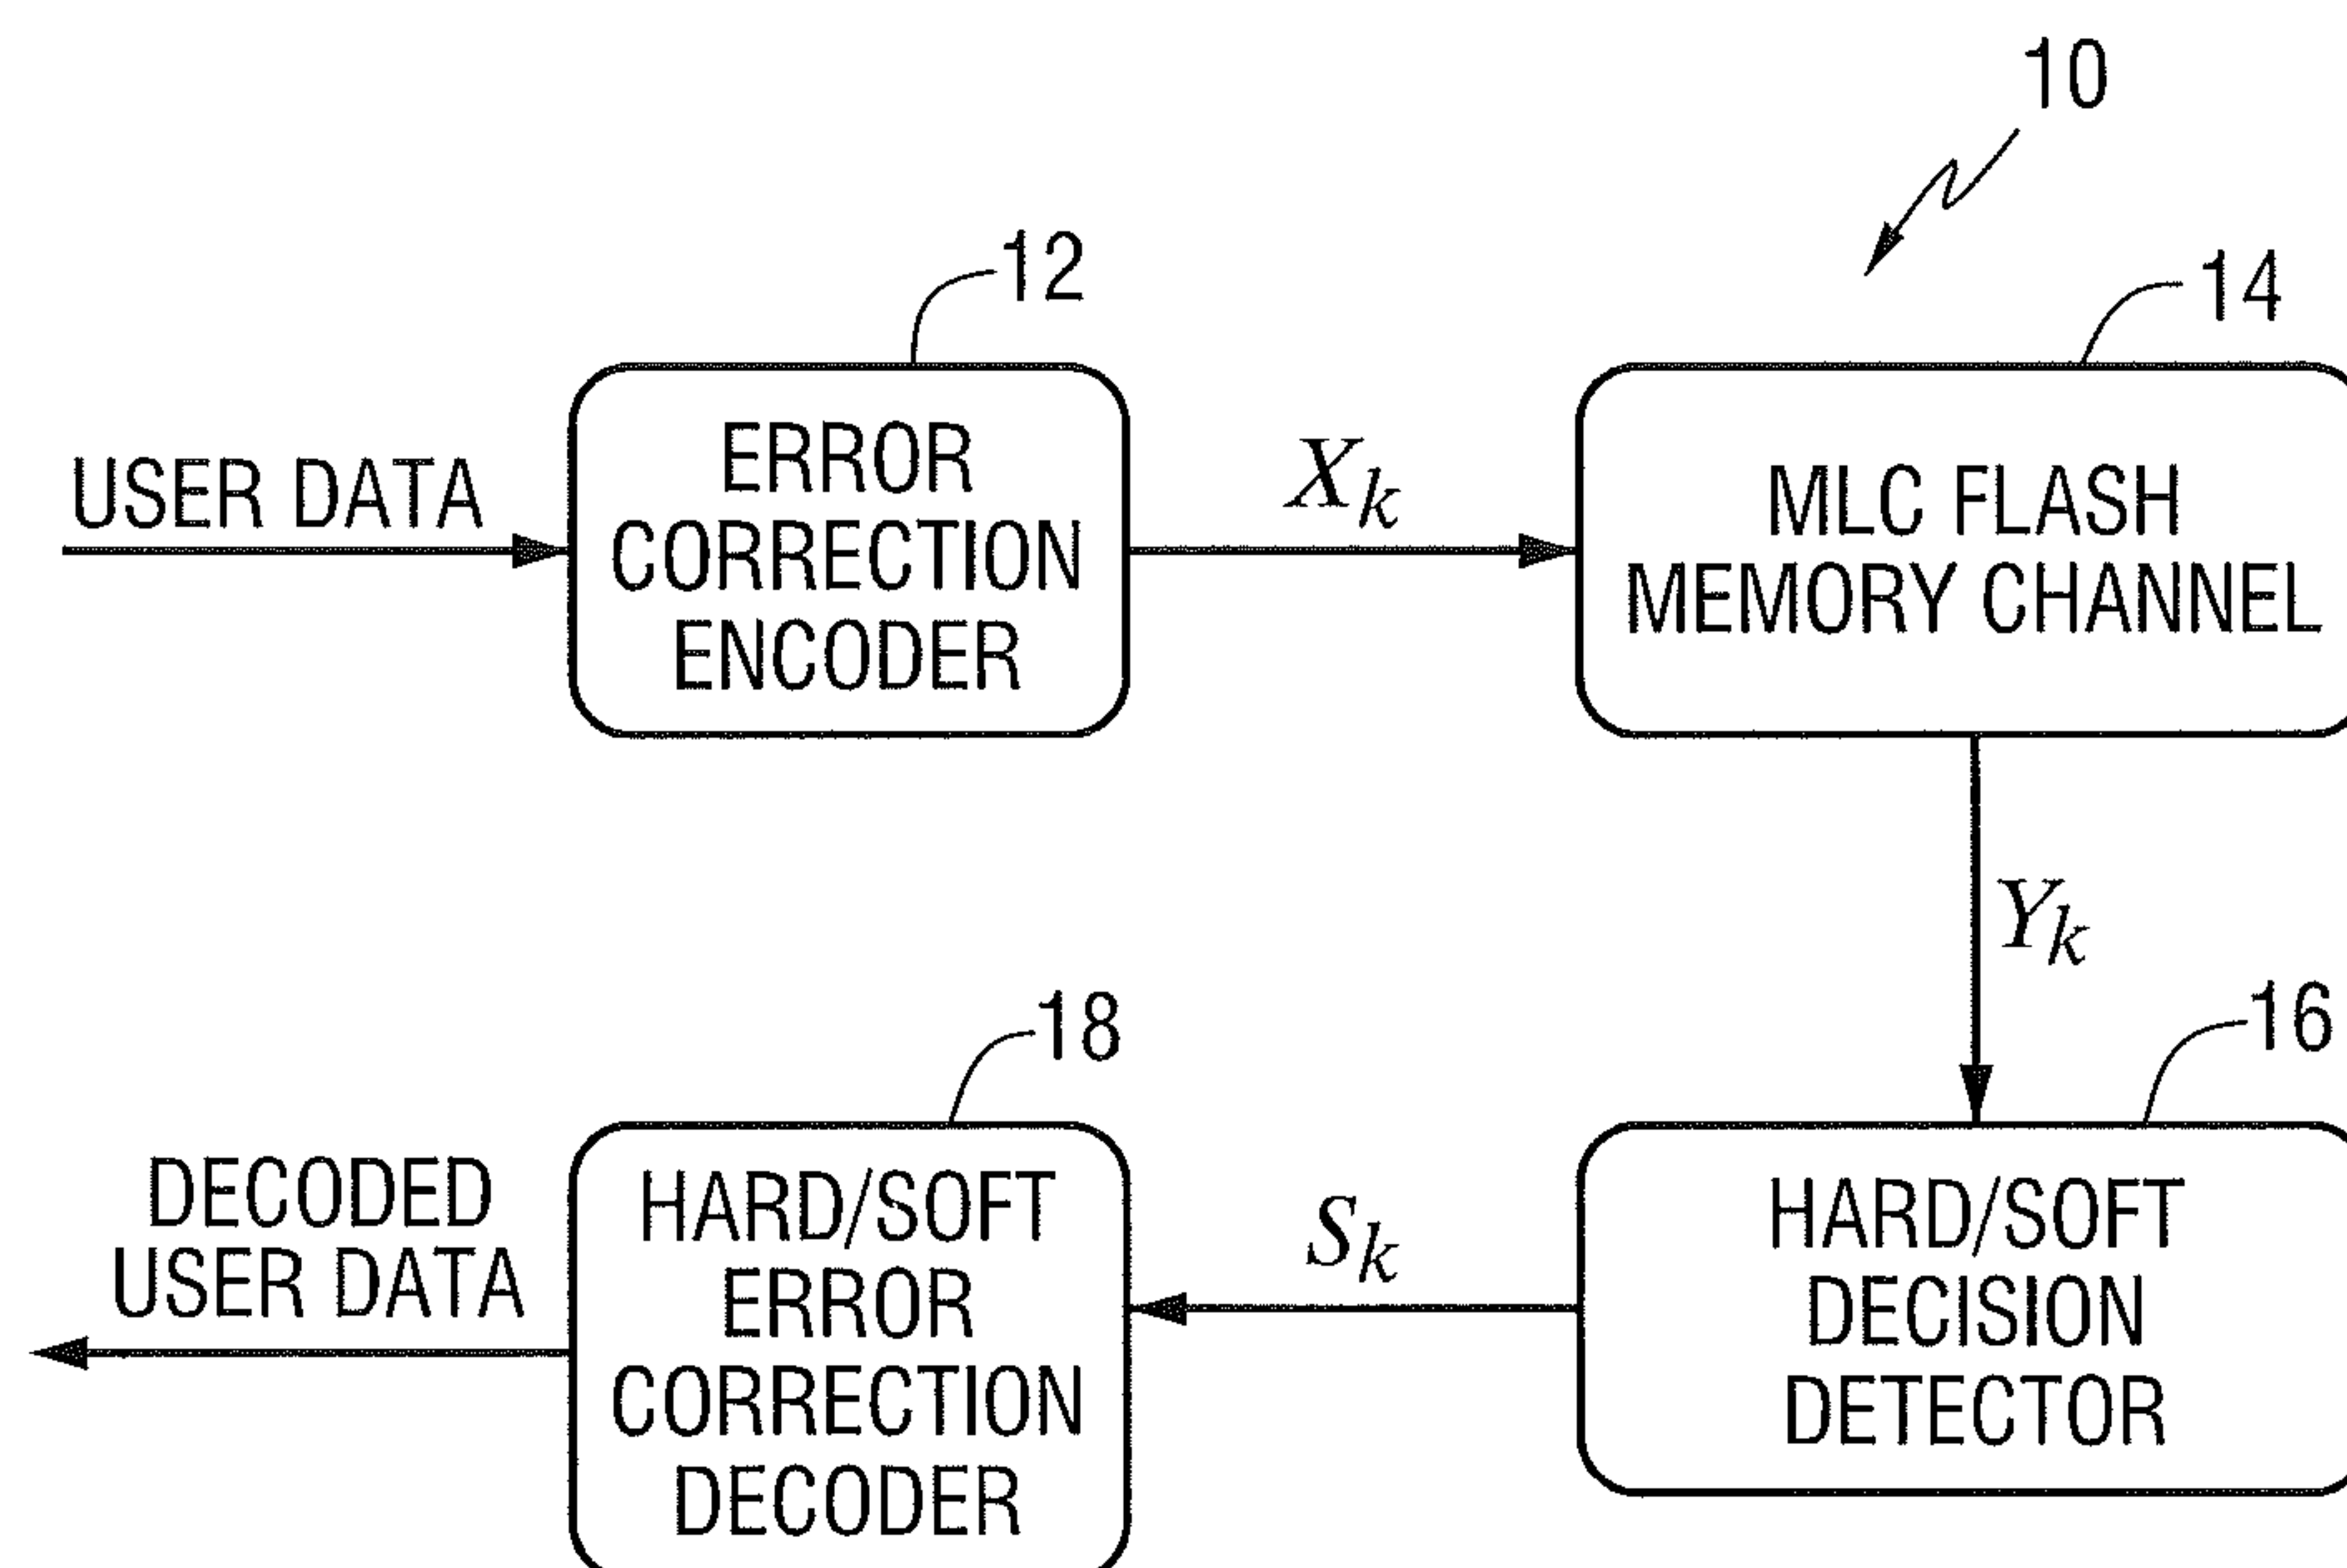 10
12
14
USER DATA
ERROR
CORRECTION
ENCODER
Xk
MLC FLASH
MEMORY CHANNEL
Yk
18
16
DECODED
USER DATA
HARD/SOFT
ERROR
CORRECTION
DECODER
Sk
HARD/SOFT
DECISION
DETECTOR